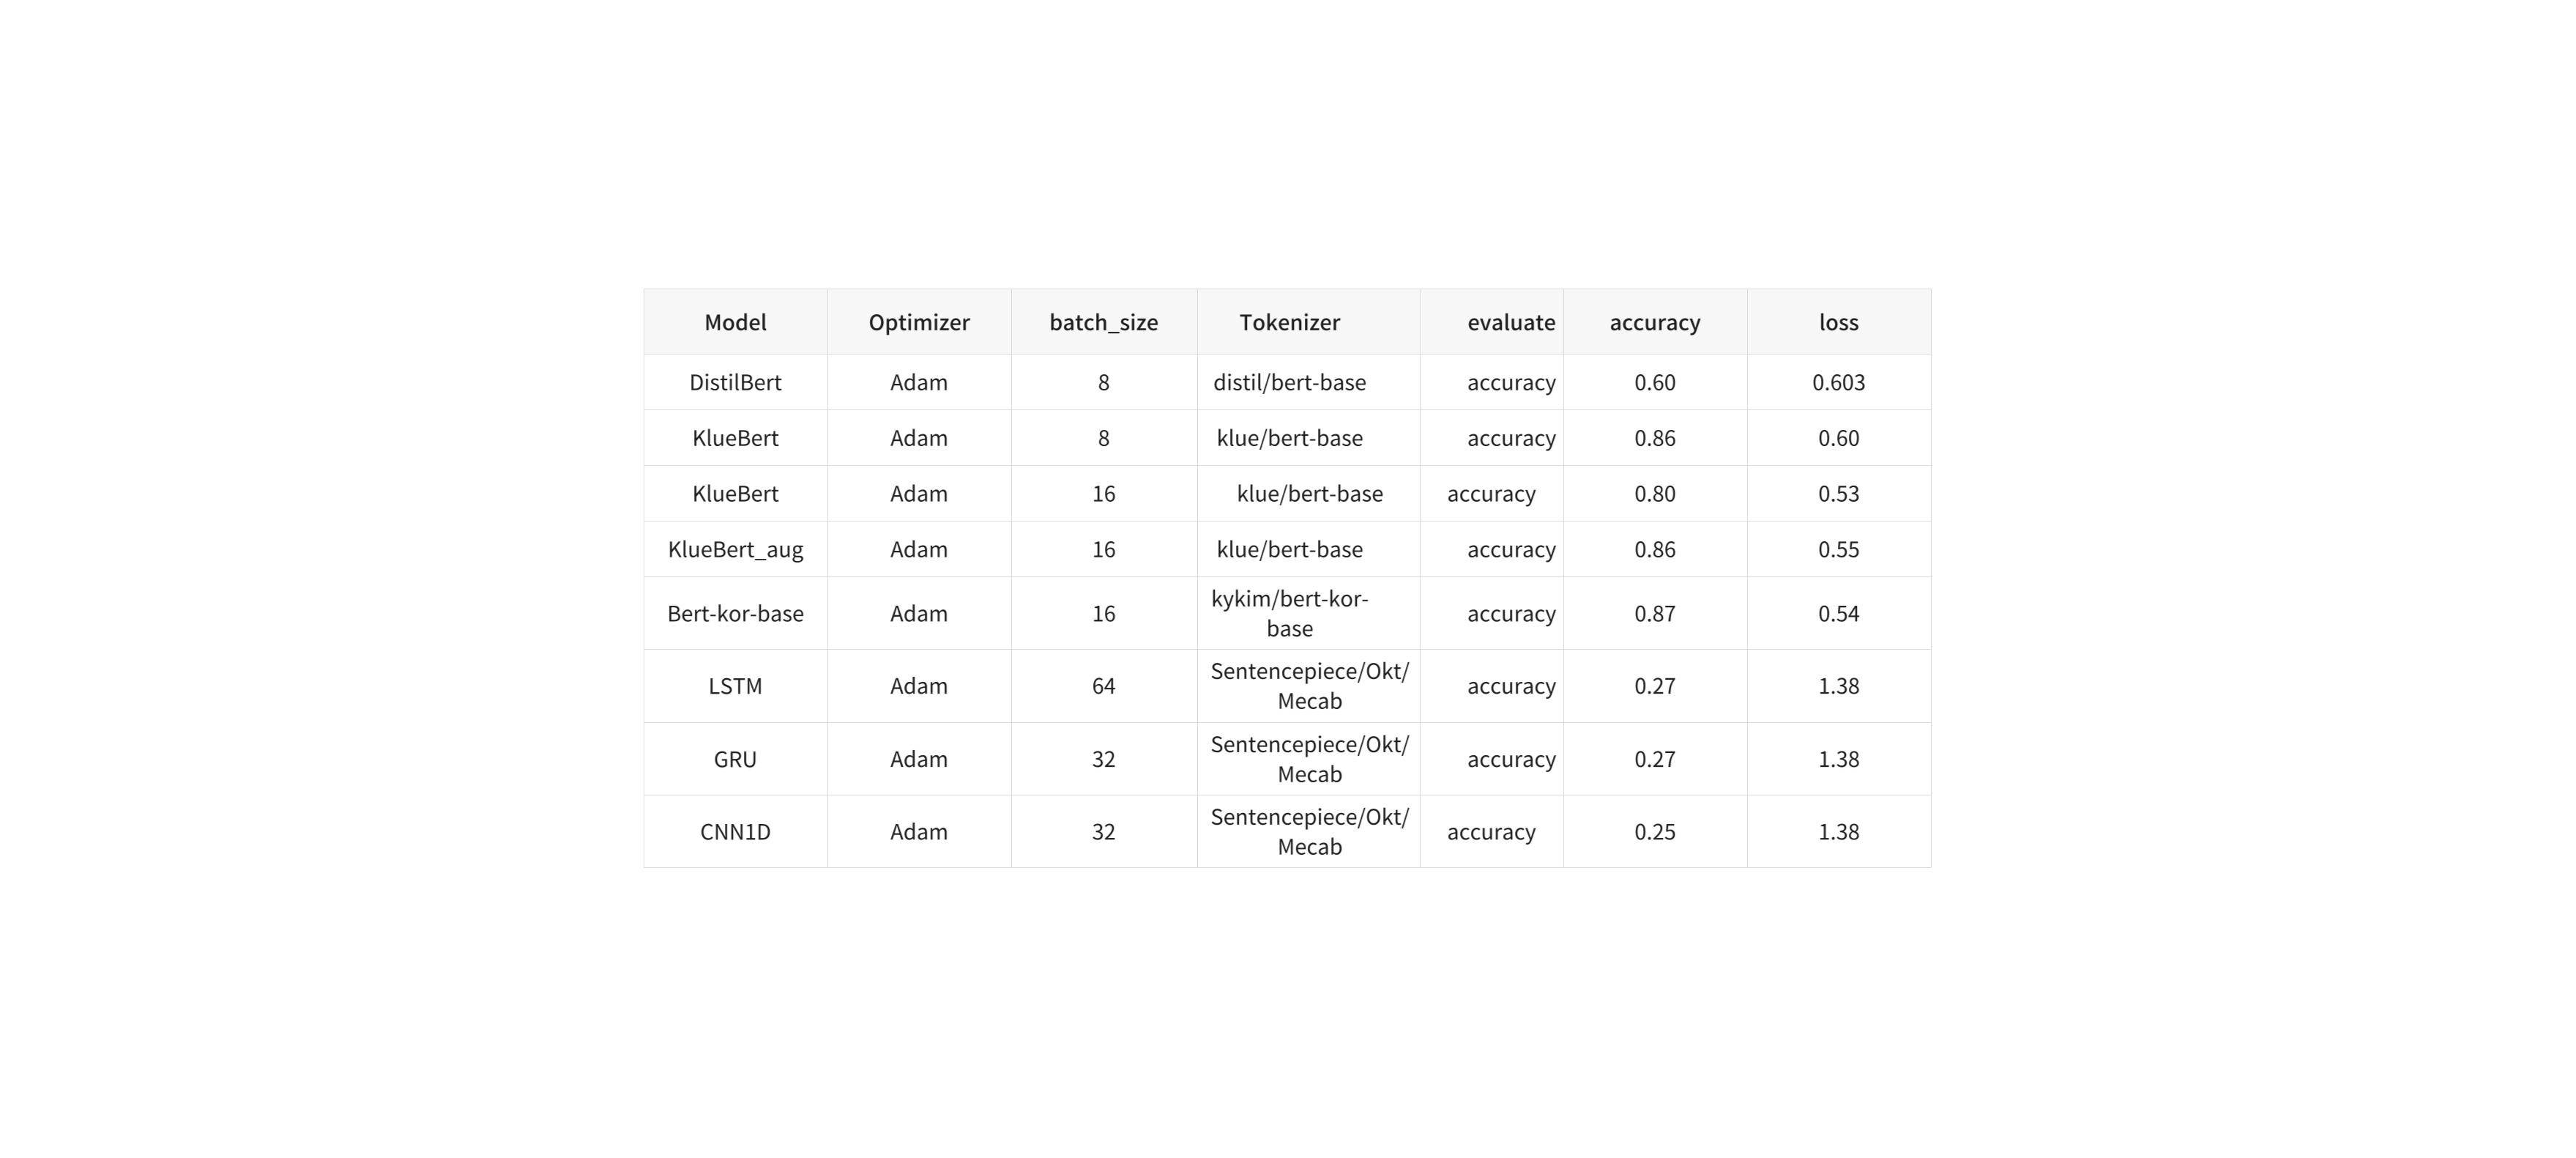 Model Optimizer batch_size Tokenizer evaluate accuracy loss
DistilBert Adam 8 distil/bert-base accuracy 0.60 0.603
KlueBert Adam 8 klue/bert-base accuracy 0.86 0.60
KlueBert Adam 16 klue/bert-base accuracy 0.80 0.53
KlueBert_aug Adam 16 klue/bert-base accuracy 0.86 0.55
Bert-kor-base Adam 16 kykim/bert-kor-
base accuracy 0.87 0.54
LSTM Adam 64 Sentencepiece/Okt/
Mecab accuracy 0.27 1.38
GRU Adam 32 Sentencepiece/Okt/
Mecab accuracy 0.27 1.38
CNN1D Adam 32 Sentencepiece/Okt/
Mecab accuracy 0.25 1.38